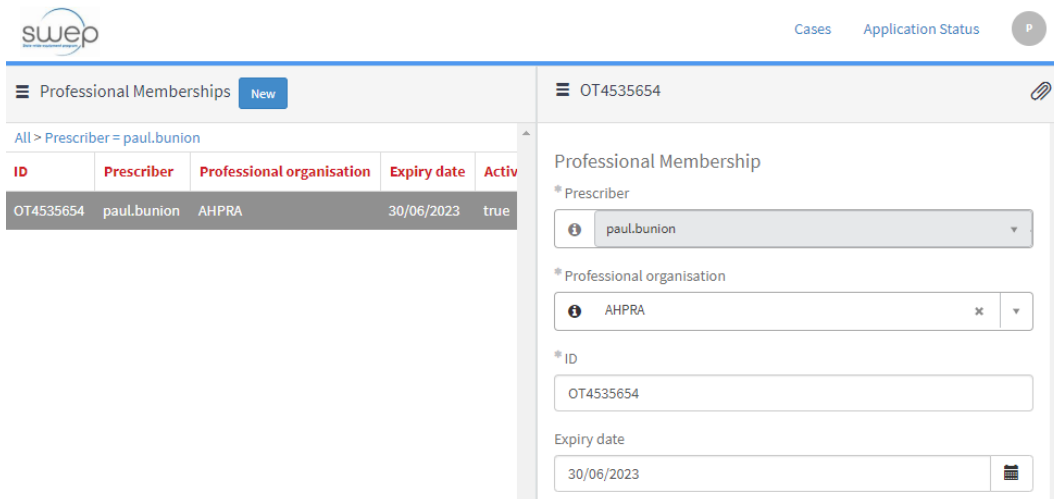 swep
Cases Application Status P
Professional Memberships New
All > Prescriber = paul.bunion
ID Prescriber Professional organisation Expiry date Activ
OT4535654 paul.bunion AHPRA 30/06/2023 true
OT4535654
Professional Membership
* Prescriber
paul.bunion
* Professional organisation
AHPRA
* ID
OT4535654
Expiry date
30/06/2023